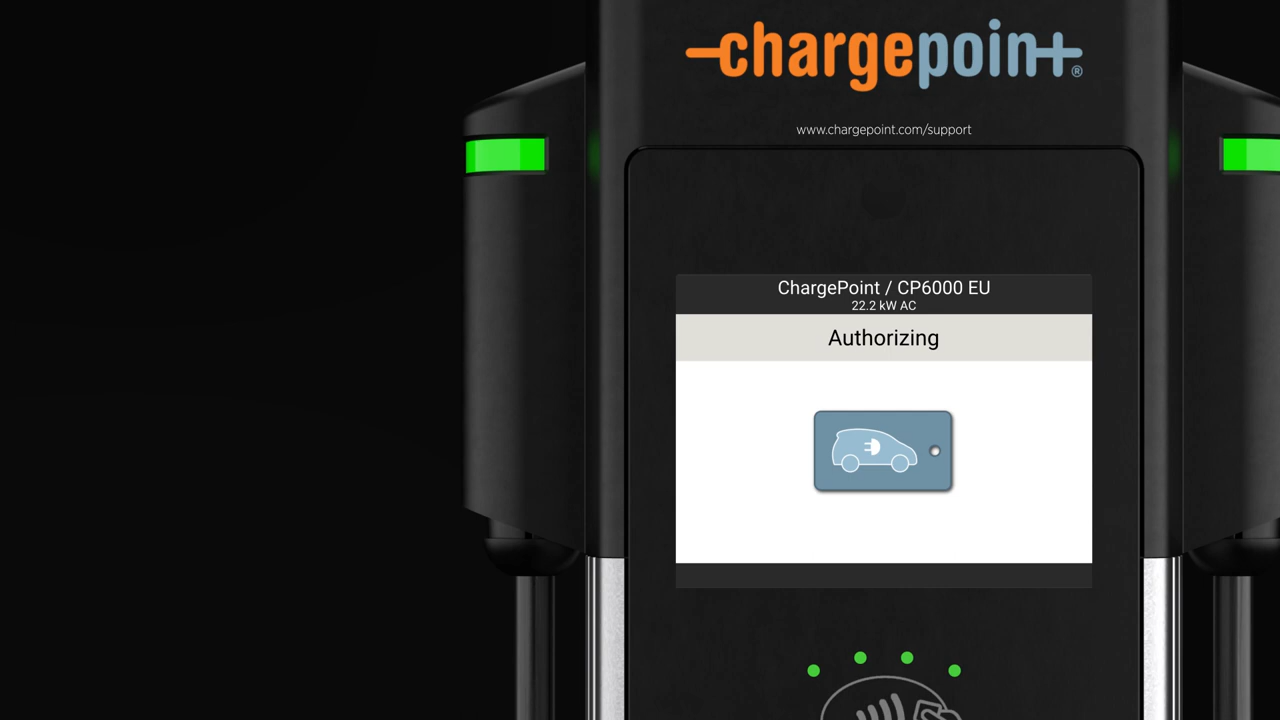 chargepoint®
www.chargepoint.com/support
ChargePoint / CP6000 EU
22.2 kW AC
Authorizing